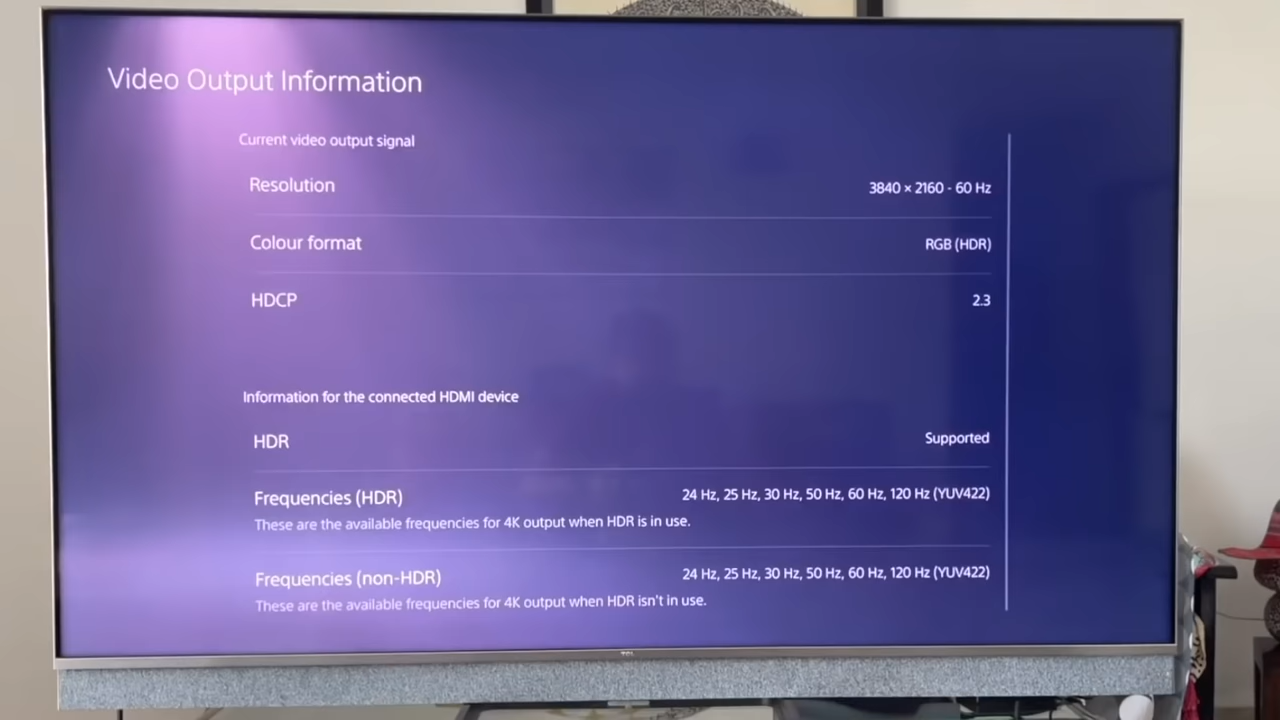 Video Output Information
Current video output signal
Resolution 3840 × 2160 - 60 Hz
Colour format RGB (HDR)
HDCP 2.3
Information for the connected HDMI device
HDR Supported
Frequencies (HDR) 24 Hz, 25 Hz, 30 Hz, 50 Hz, 60 Hz, 120 Hz (YUV422)
These are the available frequencies for 4K output when HDR is in use.
Frequencies (non-HDR) 24 Hz, 25 Hz, 30 Hz, 50 Hz, 60 Hz, 120 Hz (YUV422)
These are the available frequencies for 4K output when HDR isn't in use.
TCL